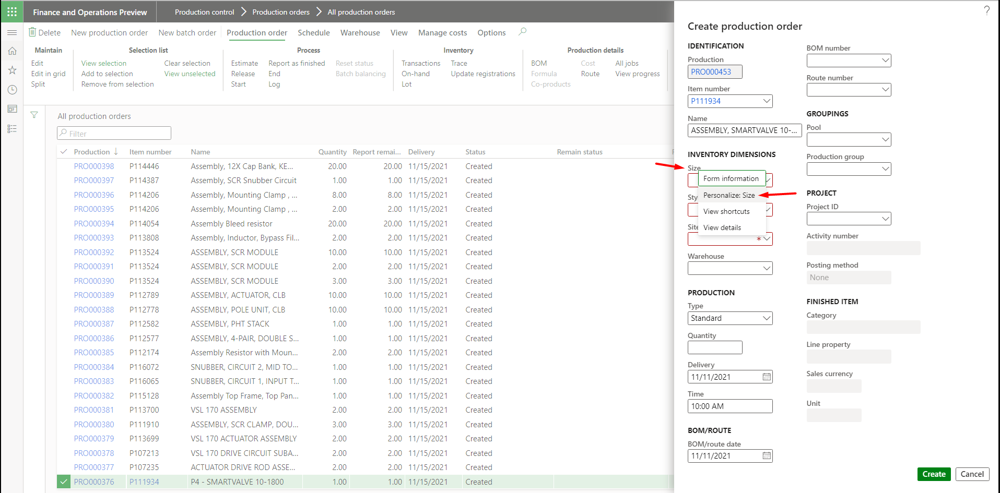 Finance and Operations Preview
Production control > Production orders > All production orders
?
Delete New production order New batch order Production order Schedule Warehouse View Manage costs Options
Maintain
Edit
Edit in grid
Split
Selection list
View selection
Add to selection
Remove from selection
Clear selection
View unselected
Process
Estimate
Release
Start
Report as finished
End
Log
Reset status
Batch balancing
Inventory
Transactions
On-hand
Lot
Trace
Update registrations
Production details
BOM
Formula
Co-products
Cost
Route
All jobs
View progress
All production orders
Filter
Production ↓ Item number Name Quantity Report remai... Delivery Status Remain status
PRO000398 P114446 Assembly, 12X Cap Bank, KE... 20.00 20.00 11/15/2021 Created
PRO000397 P114387 Assembly, SCR Snubber Circuit 1.00 1.00 11/15/2021 Created
PRO000396 P114206 Assembly, Mounting Clamp , ... 8.00 8.00 11/15/2021 Created
PRO000395 P114206 Assembly, Mounting Clamp , ... 2.00 2.00 11/15/2021 Created
PRO000394 P114054 Assembly Bleed resistor 20.00 20.00 11/15/2021 Created
PRO000393 P113808 Assembly, Inductor, Bypass Fil... 2.00 2.00 11/15/2021 Created
PRO000392 P113524 ASSEMBLY, SCR MODULE 10.00 10.00 11/15/2021 Created
PRO000391 P113524 ASSEMBLY, SCR MODULE 2.00 2.00 11/15/2021 Created
PRO000390 P113524 ASSEMBLY, SCR MODULE 3.00 3.00 11/15/2021 Created
PRO000389 P112789 ASSEMBLY, ACTUATOR, CLB 10.00 10.00 11/15/2021 Created
PRO000388 P112778 ASSEMBLY, POLE UNIT, CLB 10.00 10.00 11/15/2021 Created
PRO000387 P112582 ASSEMBLY, PHT STACK 1.00 1.00 11/15/2021 Created
PRO000386 P112577 ASSEMBLY, 4-PAIR, DOUBLE S... 1.00 1.00 11/15/2021 Created
PRO000385 P112174 Assembly Resistor with Moun... 2.00 2.00 11/15/2021 Created
PRO000384 P116072 SNUBBER, CIRCUIT 2, MID TO... 1.00 1.00 11/15/2021 Created
PRO000383 P116065 SNUBBER, CIRCUIT 1, INPUT T... 1.00 1.00 11/15/2021 Created
PRO000382 P115128 Assembly Top Frame, Top Pan... 1.00 1.00 11/15/2021 Created
PRO000381 P113700 VSL 170 ASSEMBLY 2.00 2.00 11/15/2021 Created
PRO000380 P111910 ASSEMBLY, SCR CLAMP, DOU... 3.00 3.00 11/15/2021 Created
PRO000379 P113699 VSL 170 ACTUATOR ASSEMBLY 2.00 2.00 11/15/2021 Created
PRO000378 P107213 VSL 170 DRIVE CIRCUIT SUBA... 2.00 2.00 11/15/2021 Created
PRO000377 P107235 ACTUATOR DRIVE ROD ASSE... 2.00 2.00 11/15/2021 Created
PRO000376 P111934 P4 - SMARTVALVE 10-1800 1.00 1.00 11/15/2021 Created
Create production order
IDENTIFICATION
Production
PRO000453
Item number
P111934
Name
ASSEMBLY, SMARTVALVE 10-...
INVENTORY DIMENSIONS
Size
Form information
Personalize: Size
View shortcuts
View details
Sty
Site
*
Warehouse
PRODUCTION
Type
Standard
Quantity
Delivery
11/11/2021
Time
10:00 AM
BOM/ROUTE
BOM/route date
11/11/2021
BOM number
Route number
GROUPINGS
Pool
Production group
PROJECT
Project ID
Activity number
Posting method
None
FINISHED ITEM
Category
Line property
Sales currency
Unit
Create Cancel